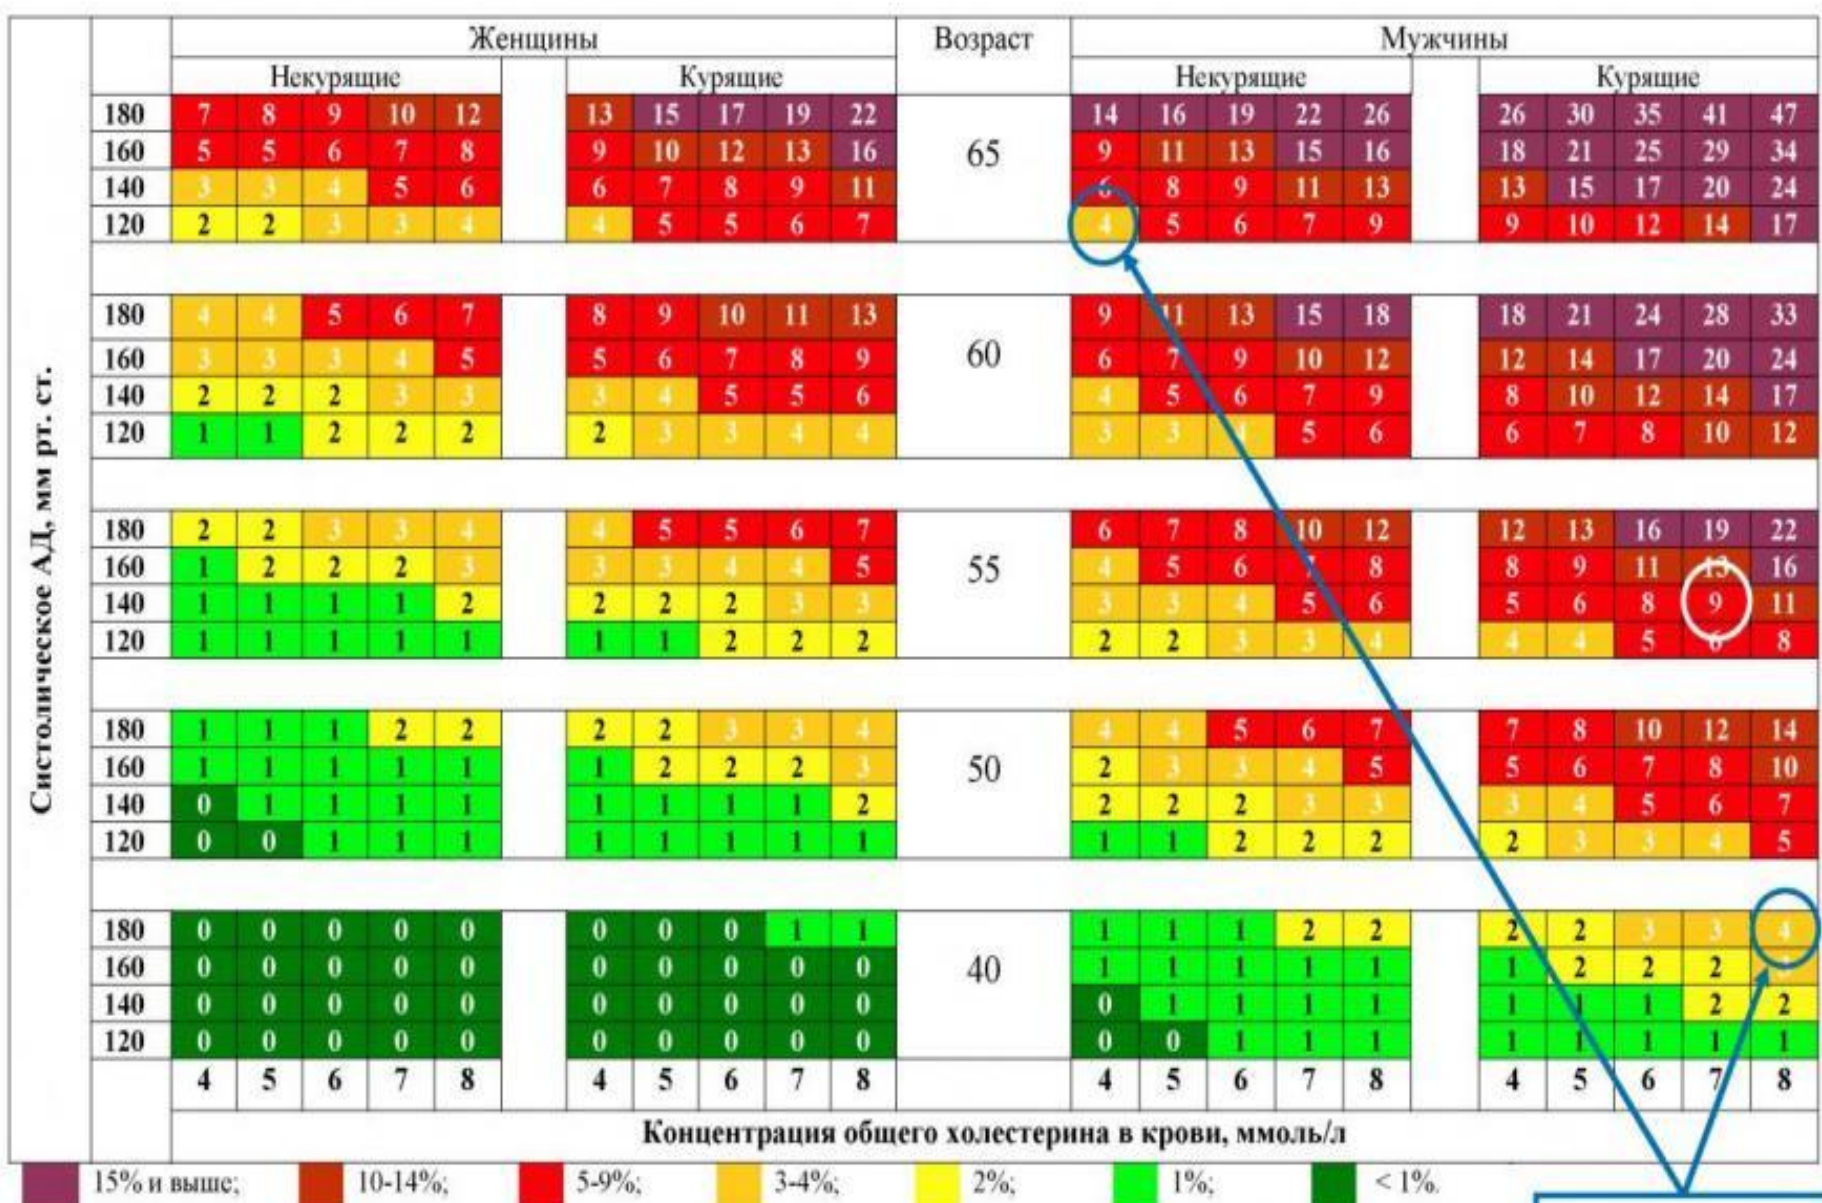 Женщины Возраст Мужчины
Некурящие Курящие Некурящие Курящие
Систолическое АД, мм рт. ст.
180 7 8 9 10 12 13 15 17 19 22 14 16 19 22 26 26 30 35 41 47
160 5 5 6 7 8 9 10 12 13 16 65 9 11 13 15 16 18 21 25 29 34
140 3 3 4 5 6 6 7 8 9 11 6 8 9 11 13 13 15 17 20 24
120 2 2 3 3 4 4 5 5 6 7 4 5 6 7 9 9 10 12 14 17
180 4 4 5 6 7 8 9 10 11 13 9 11 13 15 18 18 21 24 28 33
160 3 3 3 4 5 5 6 7 8 9 60 6 7 9 10 12 12 14 17 20 24
140 2 2 2 3 3 3 4 5 5 6 4 5 6 7 9 8 10 12 14 17
120 1 1 2 2 2 2 3 3 4 4 3 3 4 5 6 6 7 8 10 12
180 2 2 3 3 4 4 5 5 6 7 6 7 8 10 12 12 13 16 19 22
160 1 2 2 2 3 3 3 4 4 5 55 4 5 6 7 8 8 9 11 13 16
140 1 1 1 1 2 2 2 2 3 3 3 3 4 5 6 5 6 8 9 11
120 1 1 1 1 1 1 1 2 2 2 2 2 3 3 4 4 4 5 6 8
180 1 1 1 2 2 2 2 3 3 4 4 4 5 6 7 7 8 10 12 14
160 1 1 1 1 1 1 2 2 2 3 50 2 3 3 4 5 5 6 7 8 10
140 0 1 1 1 1 1 1 1 1 2 2 2 2 3 3 3 4 5 6 7
120 0 0 1 1 1 1 1 1 1 1 1 1 2 2 2 2 3 3 4 5
180 0 0 0 0 0 0 0 0 1 1 1 1 1 2 2 2 2 3 3 4
160 0 0 0 0 0 0 0 0 0 0 40 1 1 1 1 1 1 2 2 2
140 0 0 0 0 0 0 0 0 0 0 0 1 1 1 1 1 1 1 2 2
120 0 0 0 0 0 0 0 0 0 0 0 0 1 1 1 1 1 1 1 1
4 5 6 7 8 4 5 6 7 8 4 5 6 7 8 4 5 6 7 8
Концентрация общего холестерина в крови, ммоль/л
15% и выше; 10-14%; 5-9%; 3-4%; 2%; 1%; < 1%.